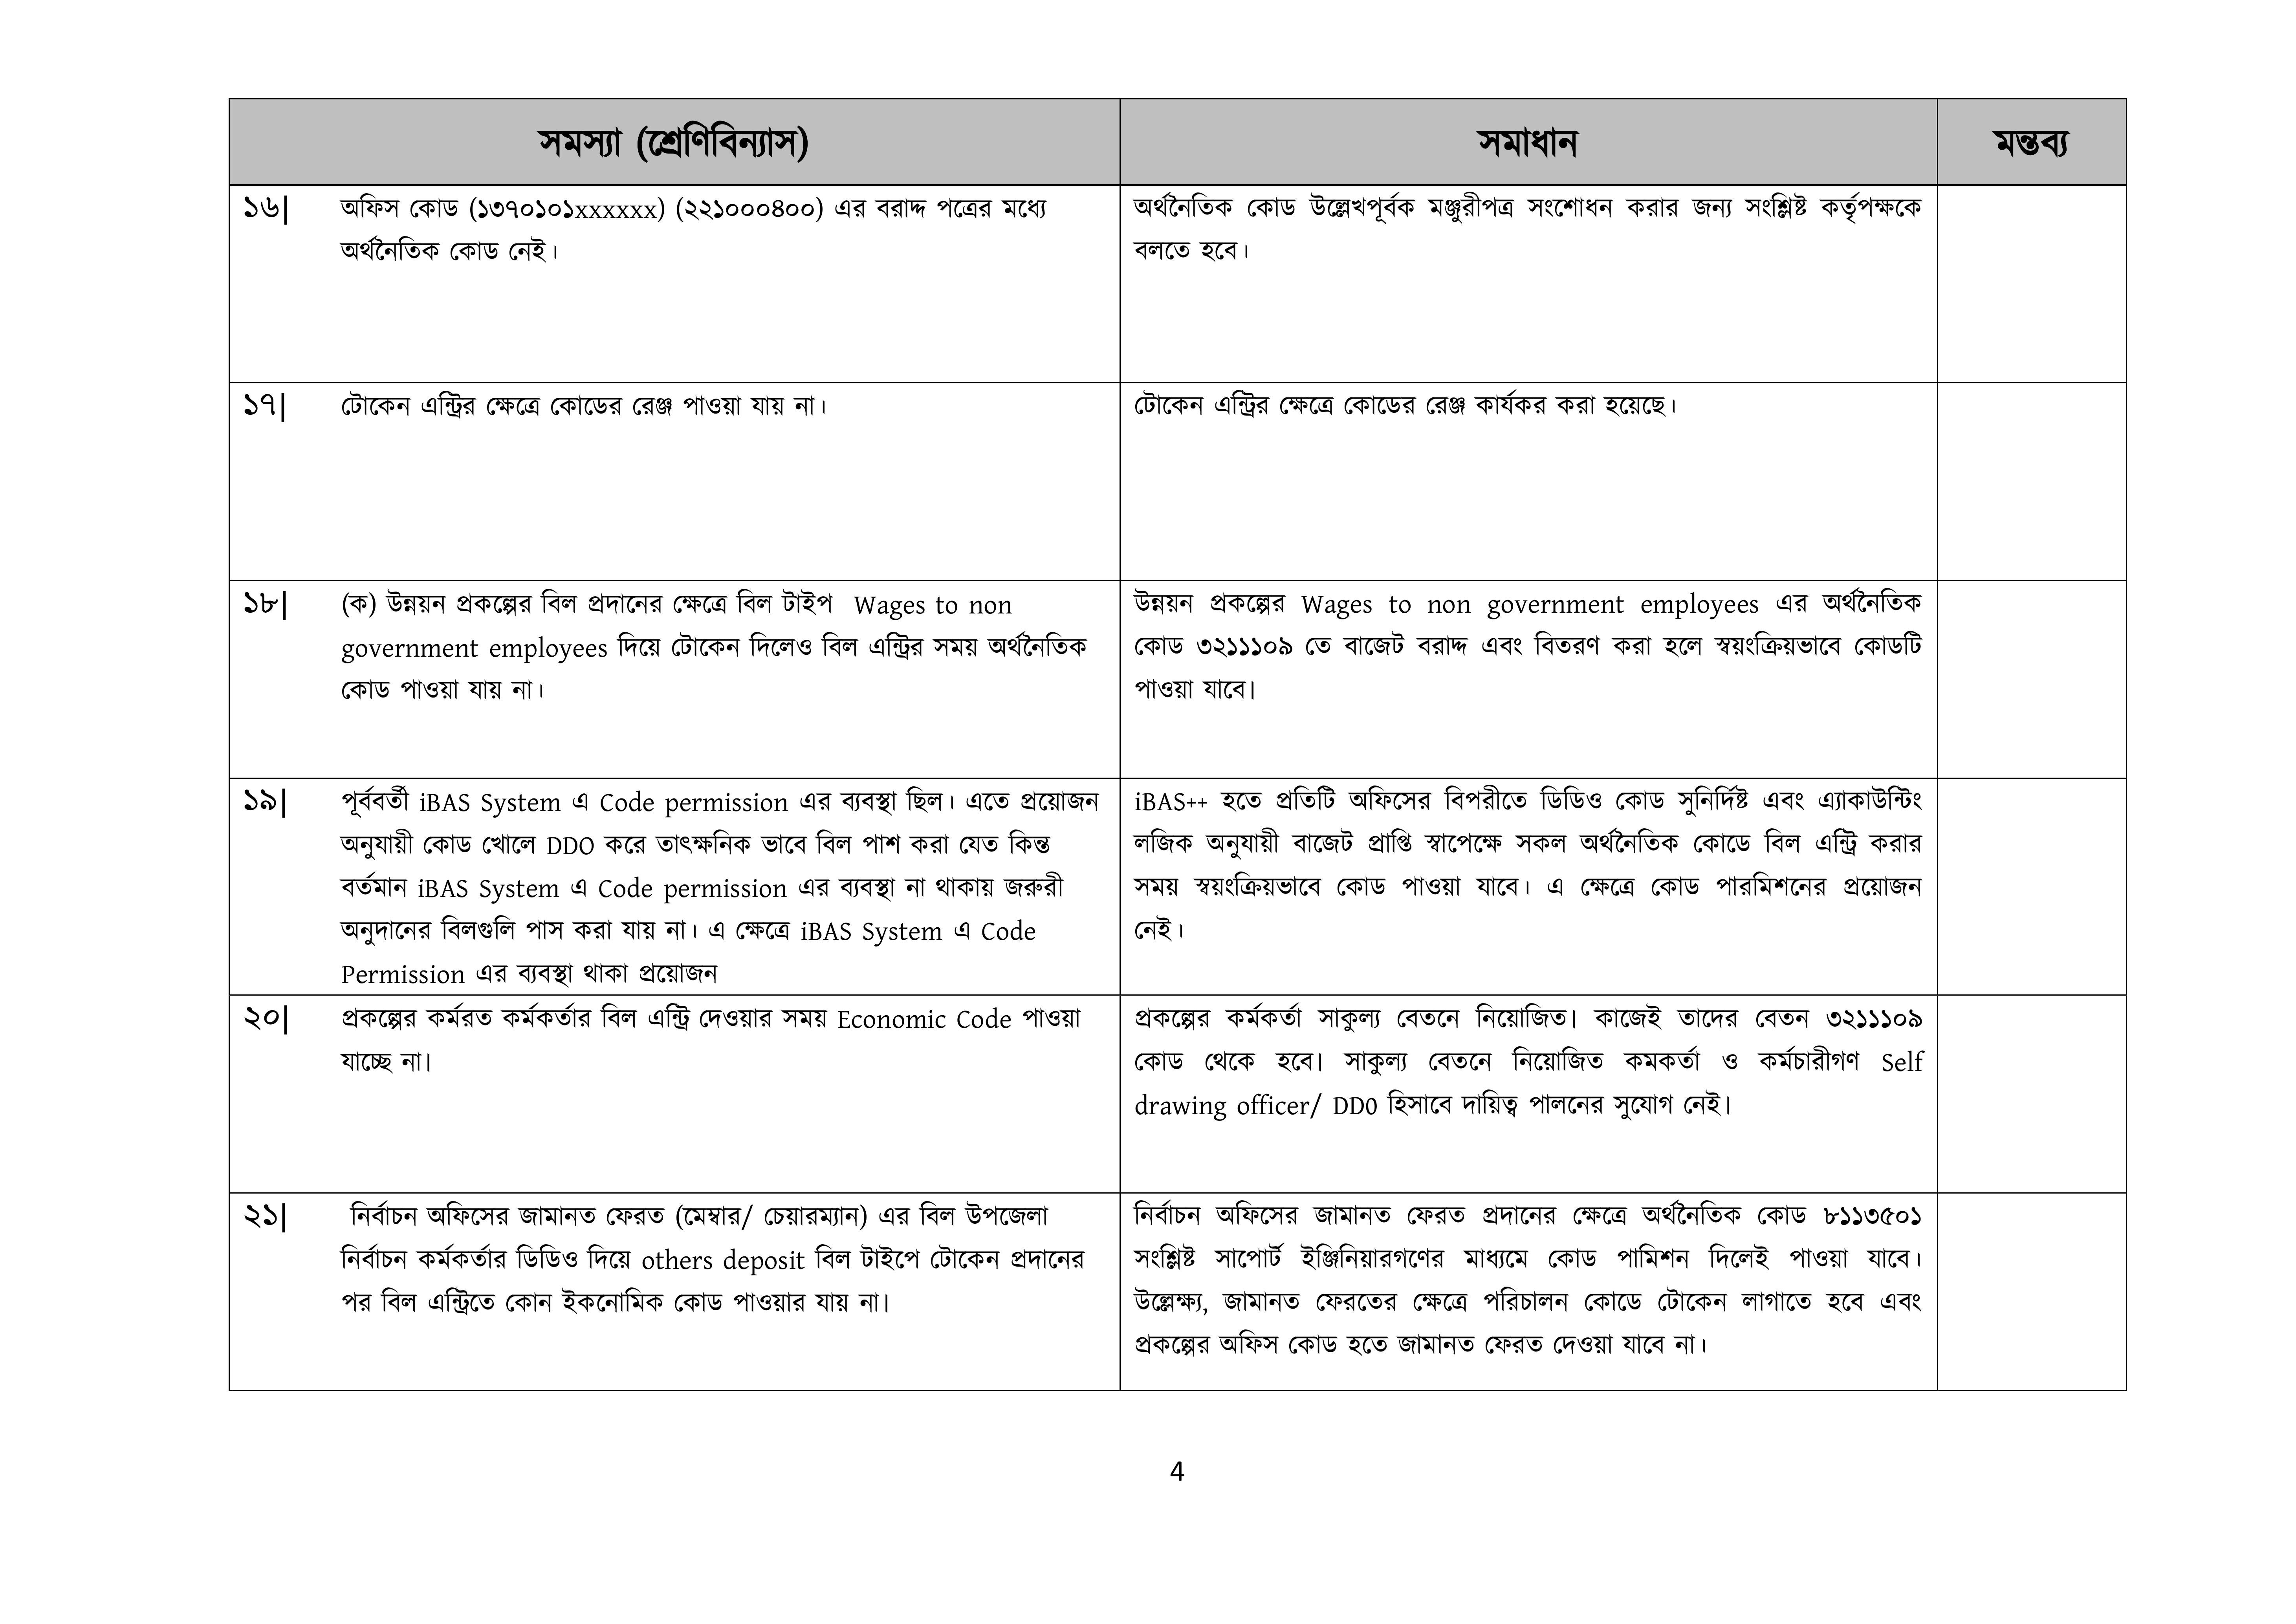 সমস্যা (শ্রেণিবিন্যাস)
সমাধান
মন্তব্য
১৬|
অফিস কোড (১৩৭০১০১xxxxxx) (২২১০০০৪০০) এর বরাদ্দ পত্রের মধ্যে
অর্থনৈতিক কোড নেই।
অর্থনৈতিক কোড উল্লেখপূর্বক মঞ্জুরীপত্র সংশোধন করার জন্য সংশ্লিষ্ট কর্তৃপক্ষকে
বলতে হবে।
১৭|
টোকেন এন্ট্রির ক্ষেত্রে কোডের রেঞ্জ পাওয়া যায় না।
টোকেন এন্ট্রির ক্ষেত্রে কোডের রেঞ্জ কার্যকর করা হয়েছে।
১৮|
(ক) উন্নয়ন প্রকল্পের বিল প্রদানের ক্ষেত্রে বিল টাইপ Wages to non
government employees দিয়ে টোকেন দিলেও বিল এন্ট্রির সময় অর্থনৈতিক
কোড পাওয়া যায় না।
উন্নয়ন প্রকল্পের Wages to non government employees এর অর্থনৈতিক
কোড ৩২১১১০৯ তে বাজেট বরাদ্দ এবং বিতরণ করা হলে স্বয়ংক্রিয়ভাবে কোডটি
পাওয়া যাবে|
১৯|
পূর্ববর্তী iBAS System এ Code permission এর ব্যবস্থা ছিল। এতে প্রয়োজন
অনুযায়ী কোড খোলে DDO করে তাৎক্ষনিক ভাবে বিল পাশ করা যেত কিন্ত
বর্তমান iBAS System এ Code permission এর ব্যবস্থা না থাকায় জরুরী
অনুদানের বিলগুলি পাস করা যায় না। এ ক্ষেত্রে iBAS System এ Code
Permission এর ব্যবস্থা থাকা প্রয়োজন
iBAS++ হতে প্রতিটি অফিসের বিপরীতে ডিডিও কোড সুনির্দিষ্ট এবং এ্যাকাউন্টিং
লজিক অনুযায়ী বাজেট প্রাপ্তি স্বাপেক্ষে সকল অর্থনৈতিক কোডে বিল এন্ট্রি করার
সময় স্বয়ংক্রিয়ভাবে কোড পাওয়া যাবে। এ ক্ষেত্রে কোড পারমিশনের প্রয়োজন
নেই।
২০|
প্রকল্পের কর্মরত কর্মকর্তার বিল এন্ট্রি দেওয়ার সময় Economic Code পাওয়া
যাচ্ছে না|
প্রকল্পের কর্মকর্তা সাকুল্য বেতনে নিয়োজিত| কাজেই তাদের বেতন ৩২১১১০৯
কোড থেকে হবে| সাকুল্য বেতনে নিয়োজিত কমকর্তা ও কর্মচারীগণ Self
drawing officer/ DD0 হিসাবে দায়িত্ব পালনের সুযোগ নেই|
২১|
নির্বাচন অফিসের জামানত ফেরত (মেম্বার/ চেয়ারম্যান) এর বিল উপজেলা
নির্বাচন কর্মকর্তার ডিডিও দিয়ে others deposit বিল টাইপে টোকেন প্রদানের
পর বিল এন্ট্রিতে কোন ইকনোমিক কোড পাওয়ার যায় না|
নির্বাচন অফিসের জামানত ফেরত প্রদানের ক্ষেত্রে অর্থনৈতিক কোড ৮১১৩৫০১
সংশ্লিষ্ট সাপোর্ট ইঞ্জিনিয়ারগণের মাধ্যমে কোড পামিশন দিলেই পাওয়া যাবে।
উল্লেক্ষ্য, জামানত ফেরতের ক্ষেত্রে পরিচালন কোডে টোকেন লাগাতে হবে এবং
প্রকল্পের অফিস কোড হতে জামানত ফেরত দেওয়া যাবে না।
4